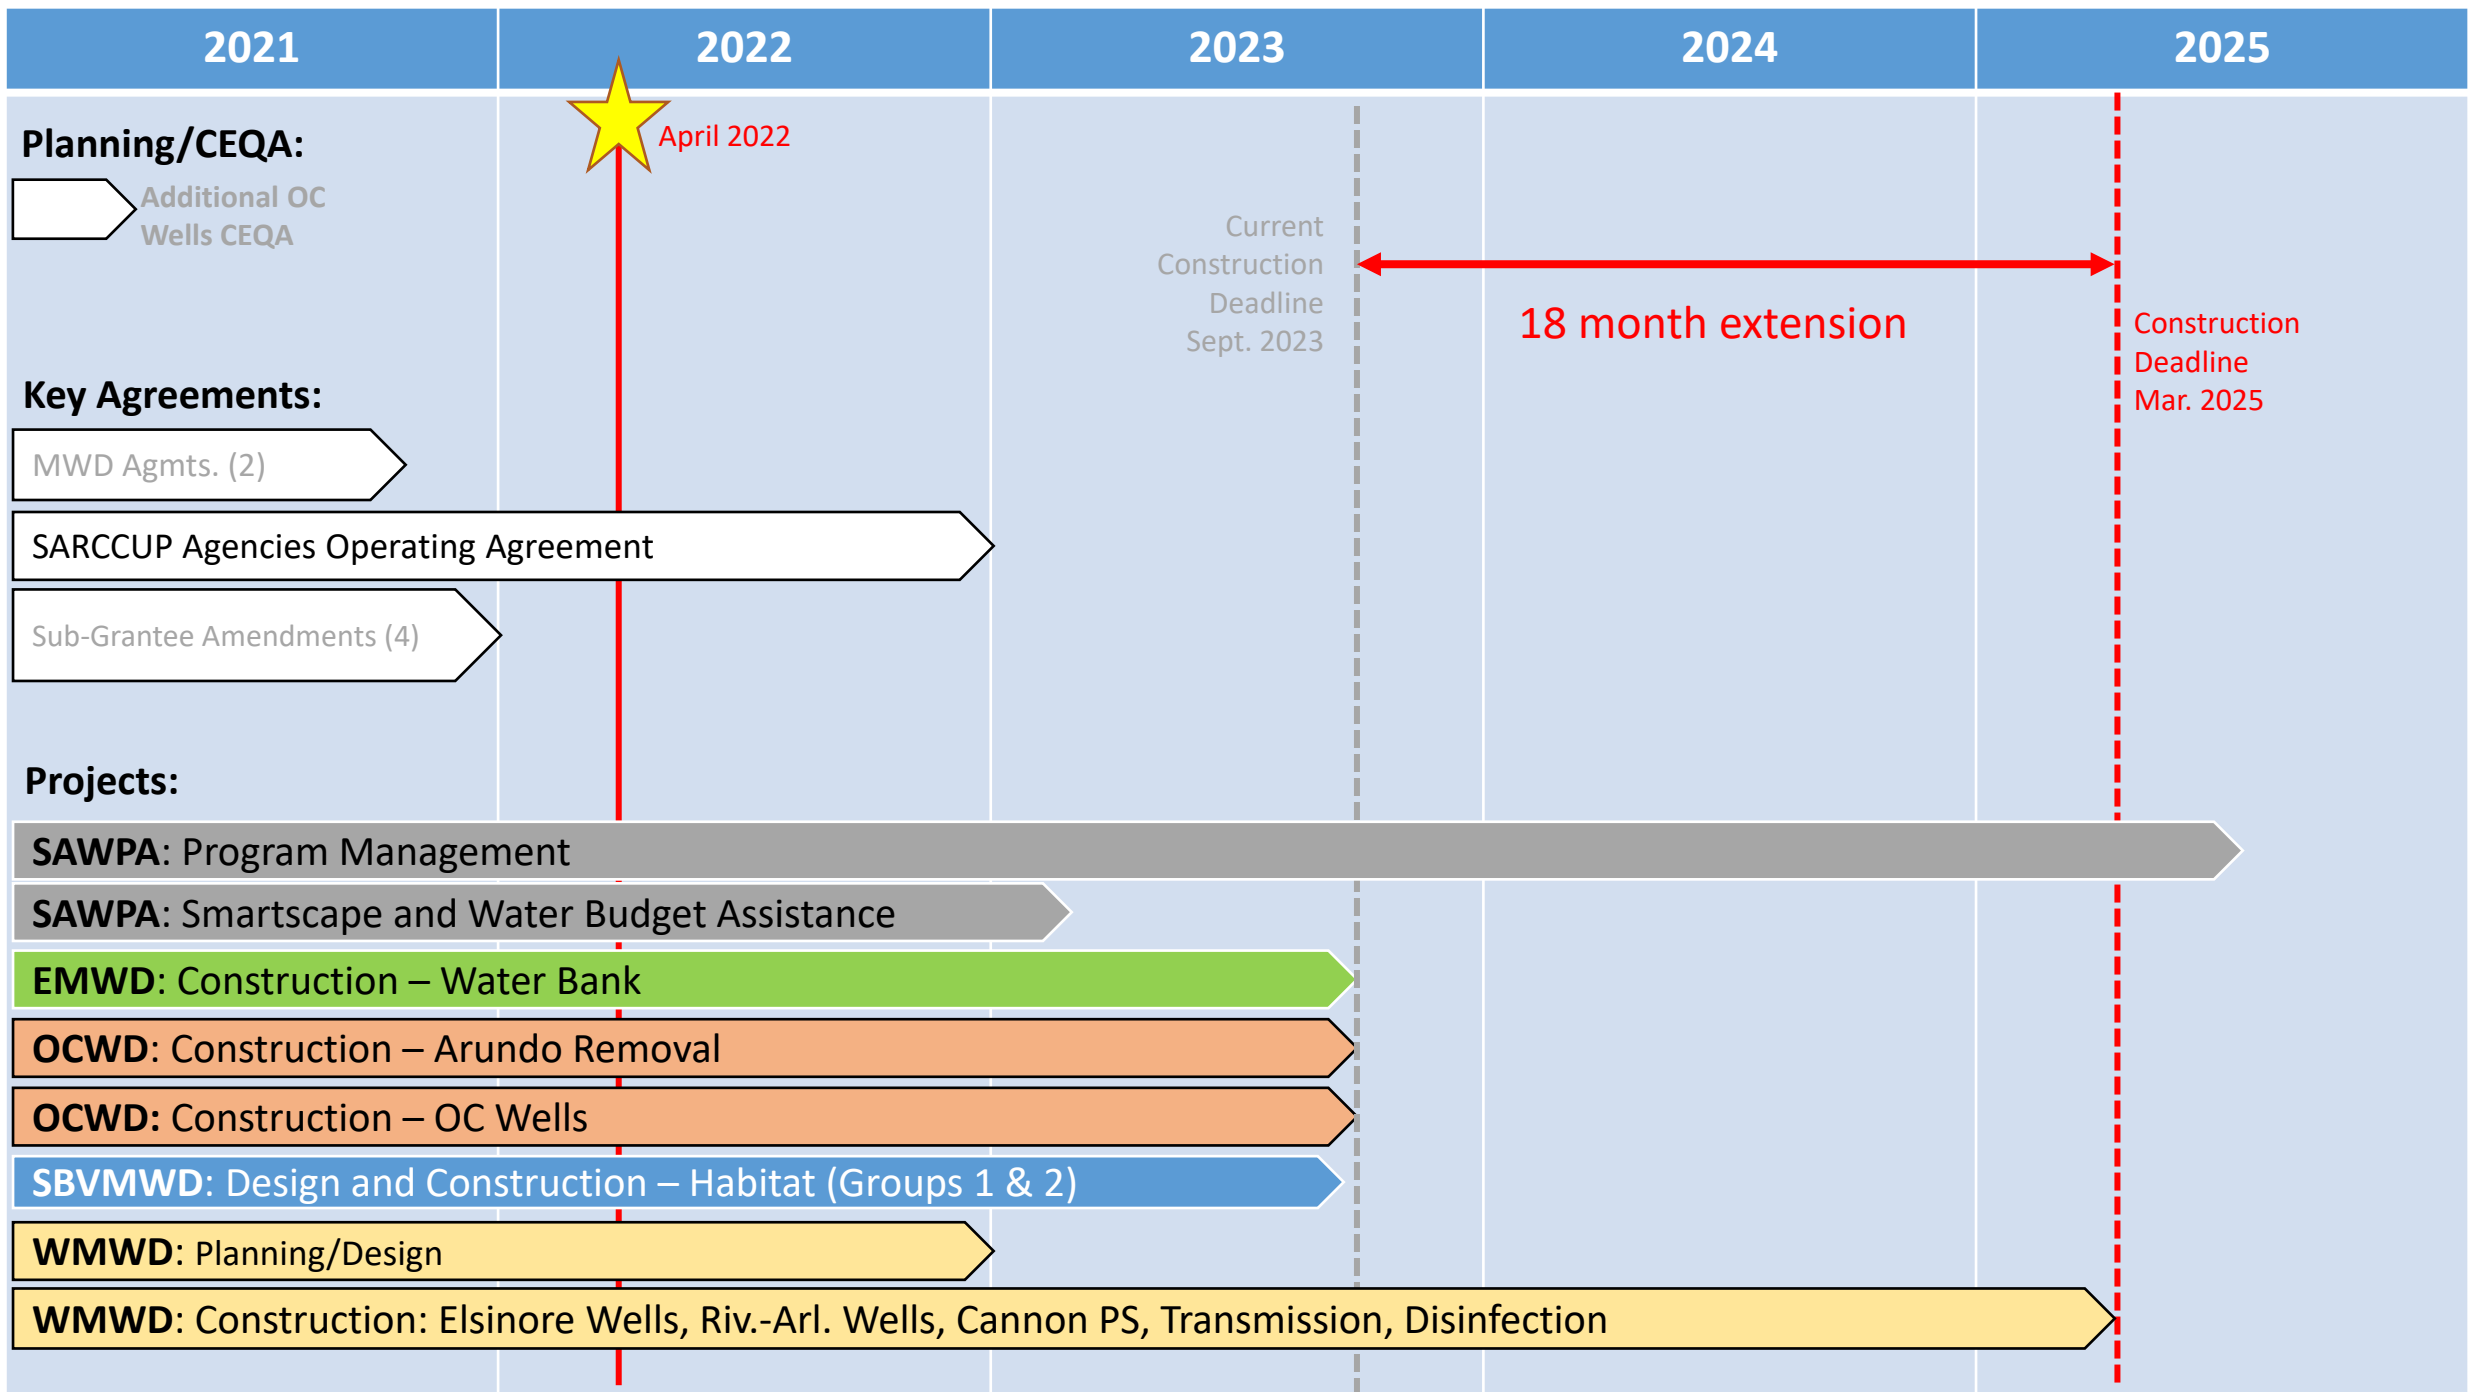 2021 2022 2023 2024 2025
April 2022
Planning/CEQA:
Additional OC
Wells CEQA
Current
Construction
Deadline
Sept. 2023
18 month extension
Construction
Deadline
Mar. 2025
Key Agreements:
MWD Agmts. (2)
SARCCUP Agencies Operating Agreement
Sub-Grantee Amendments (4)
Projects:
SAWPA: Program Management
SAWPA: Smartscape and Water Budget Assistance
EMWD: Construction – Water Bank
OCWD: Construction – Arundo Removal
OCWD: Construction – OC Wells
SBVMWD: Design and Construction – Habitat (Groups 1 & 2)
WMWD: Planning/Design
WMWD: Construction: Elsinore Wells, Riv.-Arl. Wells, Cannon PS, Transmission, Disinfection